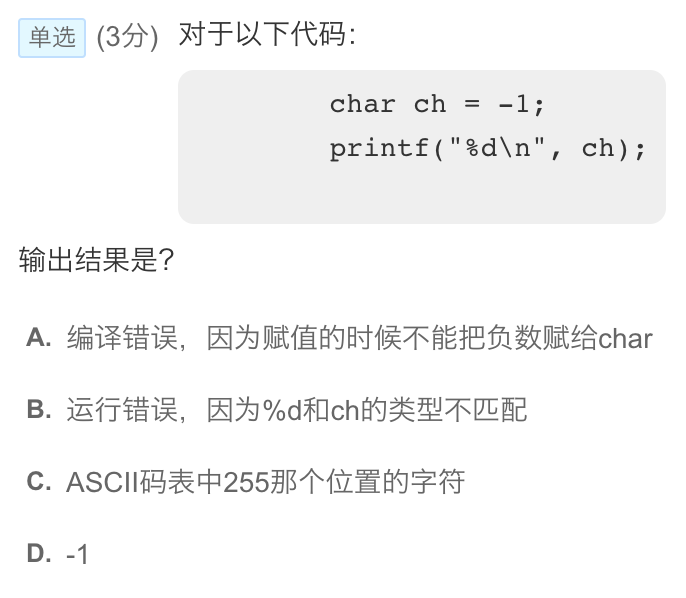 单选 (3分) 对于以下代码:
char ch = -1;
printf("%d\n", ch);
输出结果是?
A. 编译错误，因为赋值的时候不能把负数赋给char
B. 运行错误，因为%d和ch的类型不匹配
C. ASCII码表中255那个位置的字符
D. -1